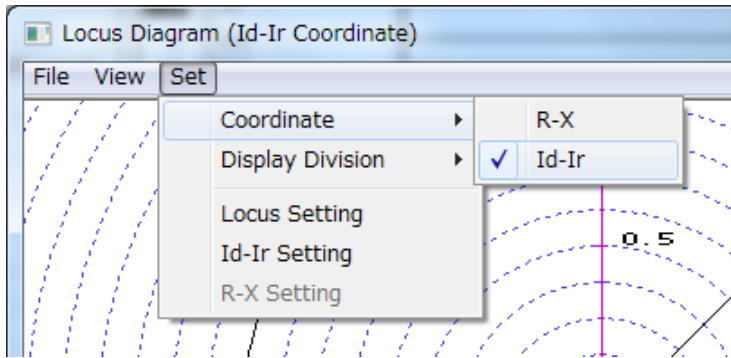 Locus Diagram (Id-Ir Coordinate)
File View Set
Coordinate R-X
Display Division Id-Ir
Locus Setting
Id-Ir Setting
0.5
R-X Setting